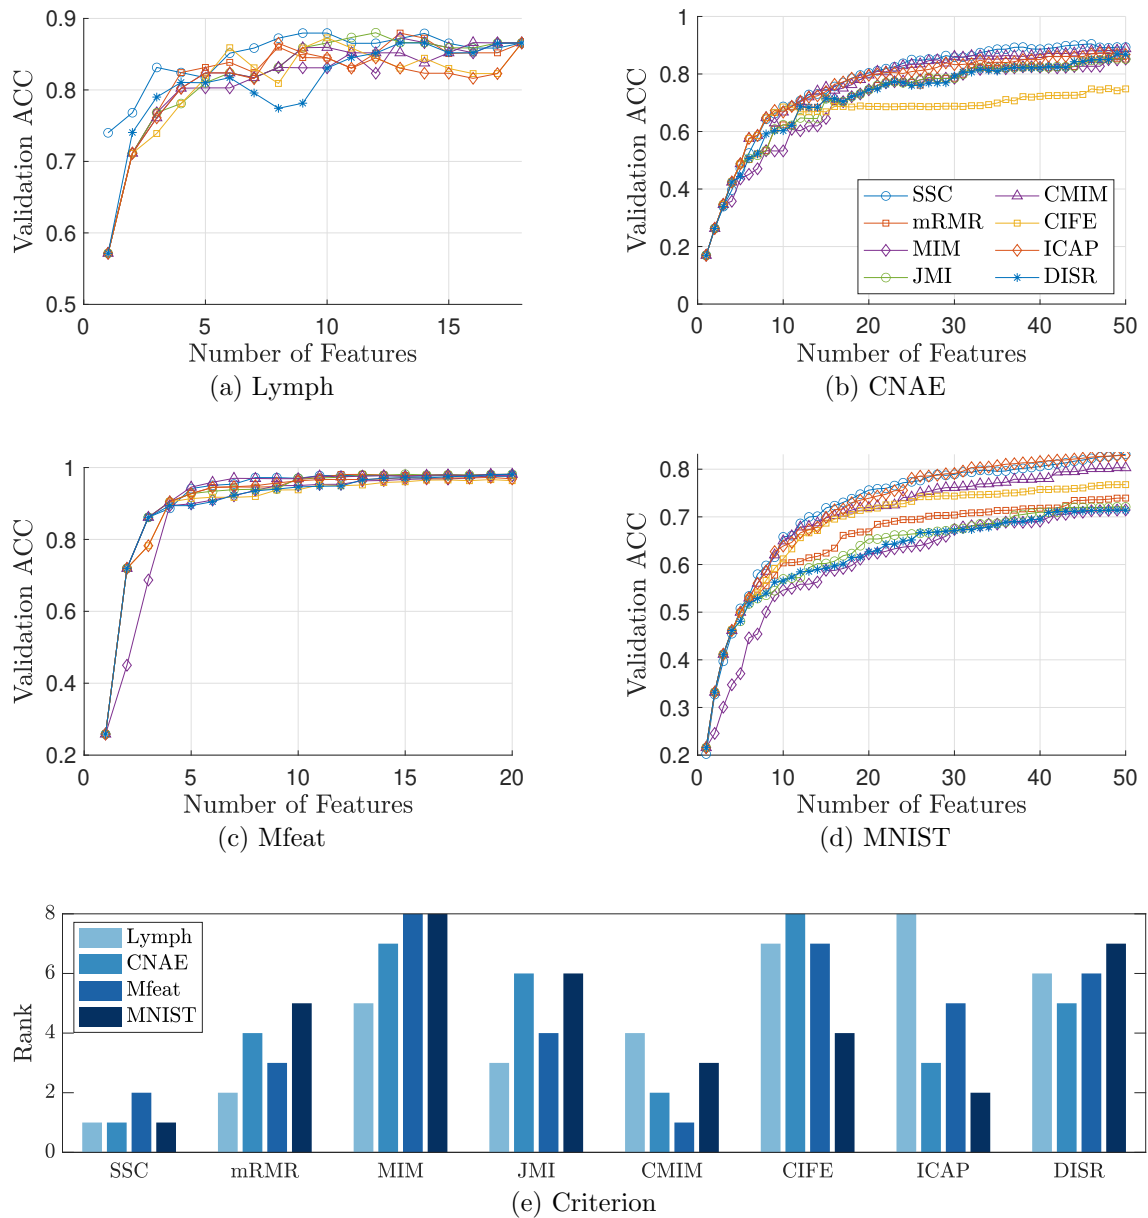 0.9
0.8
0.7
0.6
0.5
Validation ACC
0 5 10 15
Number of Features
(a) Lymph
1
0.8
0.6
0.4
0.2
0
Validation ACC
SSC CMIM
mRMR CIFE
MIM ICAP
JMI DISR
0 10 20 30 40 50
Number of Features
(b) CNAE
1
0.8
0.6
0.4
0.2
Validation ACC
0 5 10 15 20
Number of Features
(c) Mfeat
0.8
0.7
0.6
0.5
0.4
0.3
0.2
Validation ACC
0 10 20 30 40 50
Number of Features
(d) MNIST
8
6
4
2
0
Rank
Lymph
CNAE
Mfeat
MNIST
SSC mRMR MIM JMI CMIM CIFE ICAP DISR
(e) Criterion